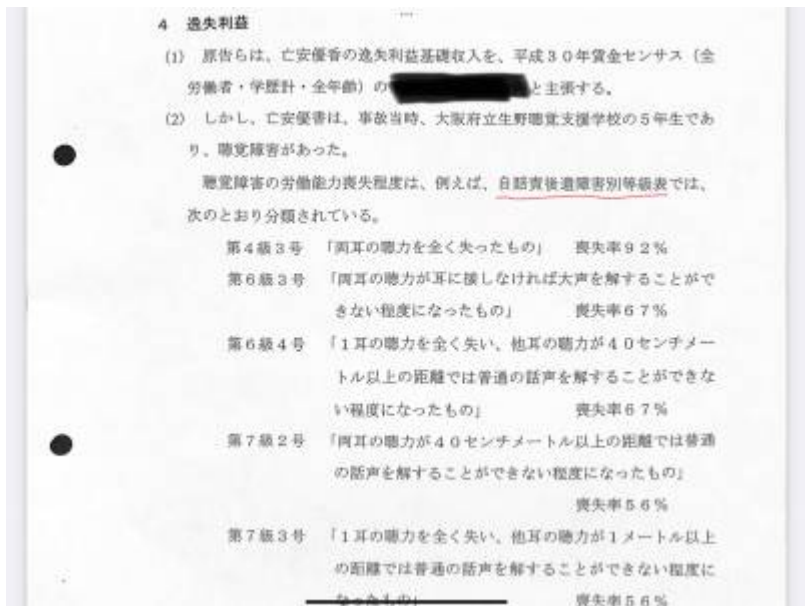 4 逸失利益
(1) 原告らは、亡安優香の逸失利益基礎収入を、平成30年賃金センサス（全
労働者・学歴計・全年齢）の と主張する。
(2) しかし、亡安優香は、事故当時、大阪府立生野聴覚支援学校の5年生であ
り、聴覚障害があった。
聴覚障害の労働能力喪失程度は、例えば、自賠責後遺障害別等級表では、
次のとおり分類されている。
第4級3号 「両耳の聴力を全く失ったもの」 喪失率92％
第6級3号 「両耳の聴力が耳に接しなければ大声を解することがで
きない程度になったもの」 喪失率67％
第6級4号 「1耳の聴力を全く失い、他耳の聴力が40センチメー
トル以上の距離では普通の話声を解することができな
い程度になったもの」 喪失率67％
第7級2号 「両耳の聴力が40センチメートル以上の距離では普通
の話声を解することができない程度になったもの」
喪失率56％
第7級3号 「1耳の聴力を全く失い、他耳の聴力が1メートル以上
の距離では普通の話声を解することができない程度に
なったもの」 喪失率56％